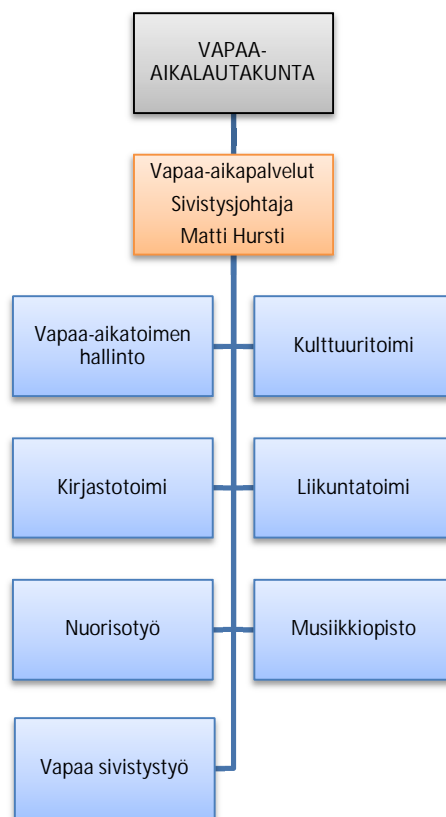 VAPAA-
AIKALAUTAKUNTA
Vapaa-aikapalvelut
Sivistysjohtaja
Matti Hursti
Vapaa-aikatoimen
hallinto
Kulttuuritoimi
Kirjastotoimi
Liikuntatoimi
Nuorisotyö
Musiikkiopisto
Vapaa sivistystyö